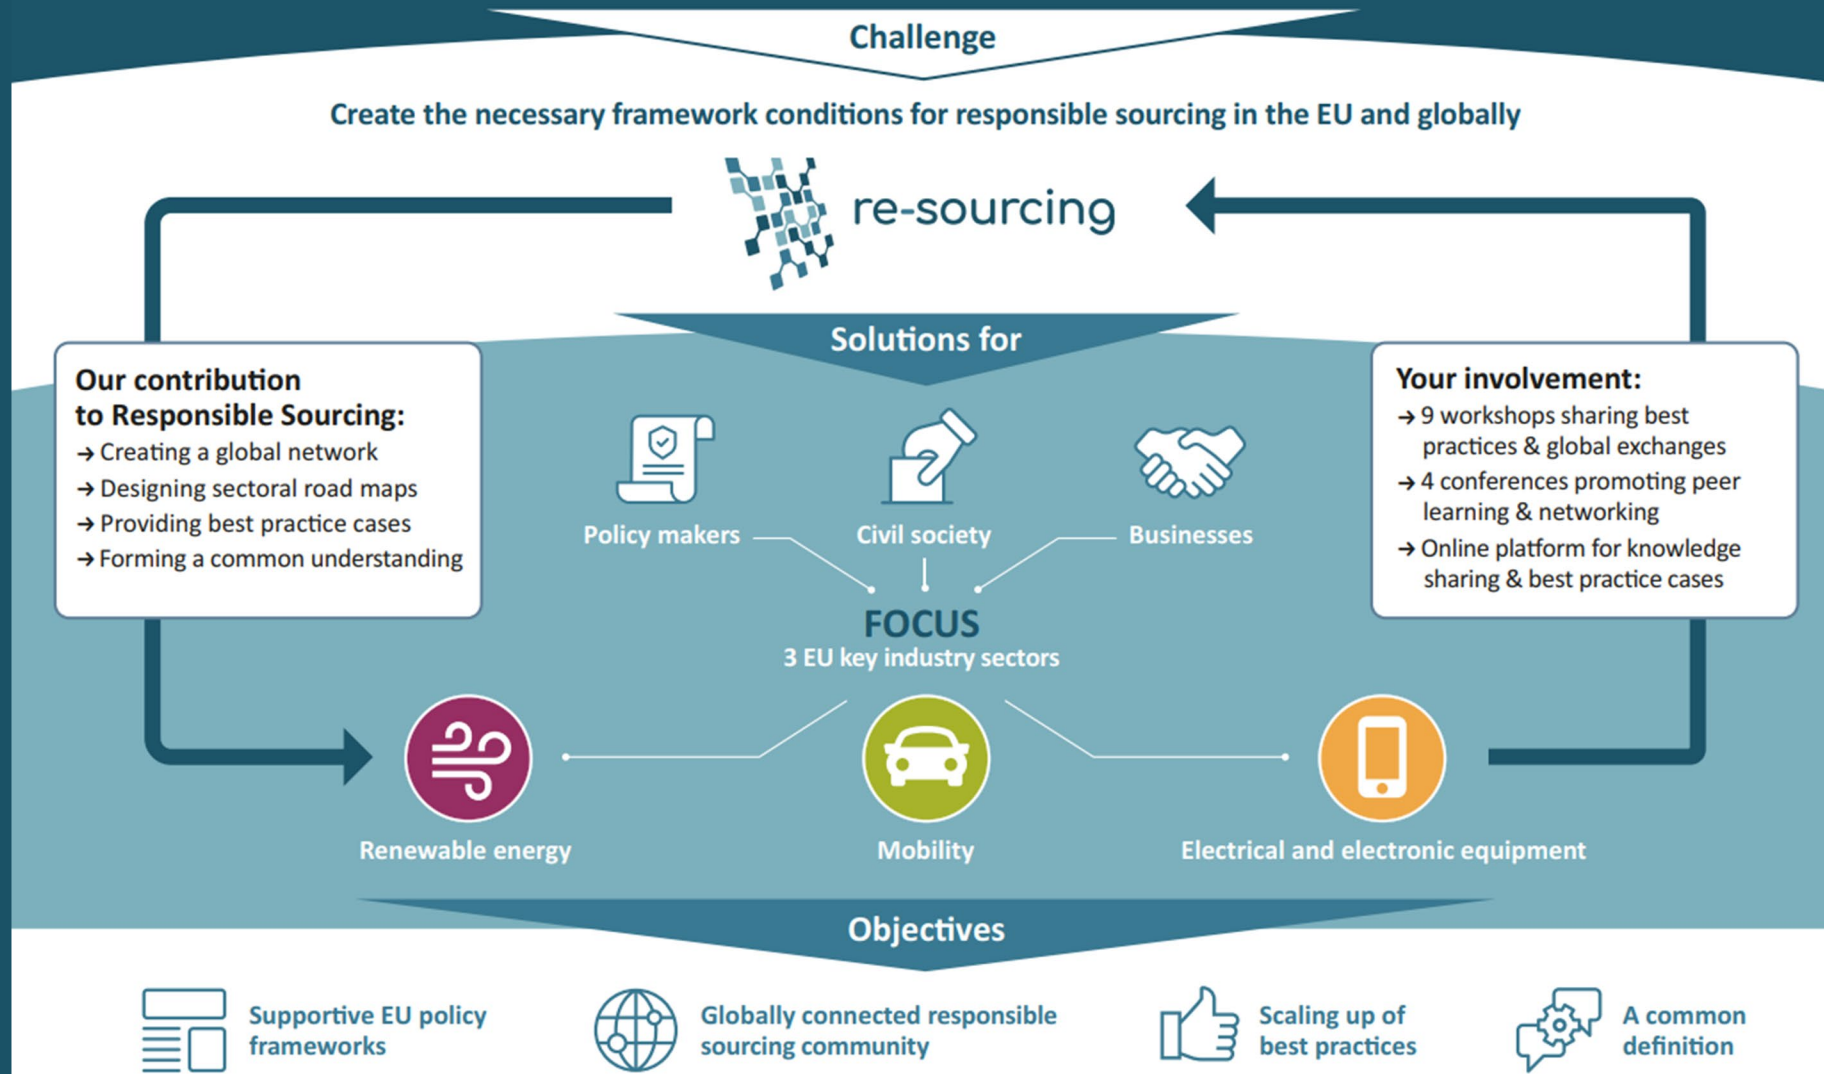 Challenge
Create the necessary framework conditions for responsible sourcing in the EU and globally
re-sourcing
Solutions for
Our contribution
to Responsible Sourcing:
→ Creating a global network
→ Designing sectoral road maps
→ Providing best practice cases
→ Forming a common understanding
Policy makers
Civil society
Businesses
Your involvement:
→ 9 workshops sharing best
practices & global exchanges
→ 4 conferences promoting peer
learning & networking
→ Online platform for knowledge
sharing & best practice cases
FOCUS
3 EU key industry sectors
Renewable energy
Mobility
Electrical and electronic equipment
Objectives
Supportive EU policy
frameworks
Globally connected responsible
sourcing community
Scaling up of
best practices
A common
definition